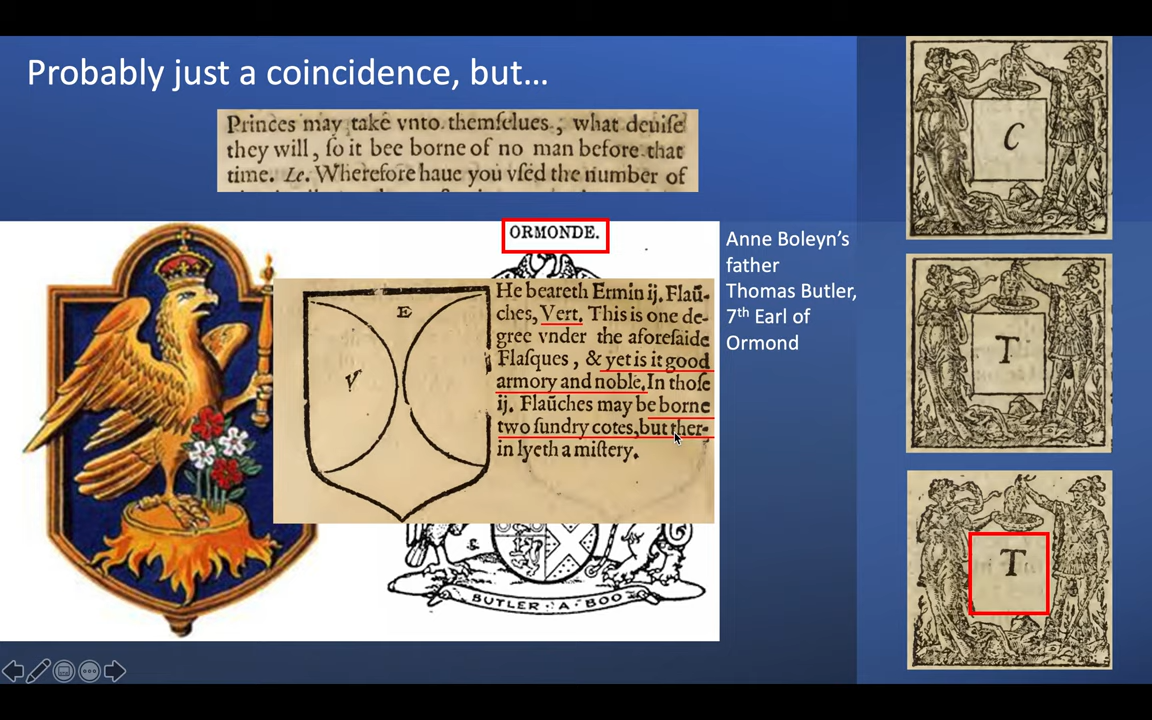 Probably just a coincidence, but...
Princes may take vnto themſelues, what deuiſe
they will, ſo it bee borne of no man before that
time. Le. Wherefore haue you vſed the number of
ORMONDE.
E
V
He beareth Ermin ij. Flaũ-
ches, Vert. This is one de-
gree vnder the aforeſaide
Flaſques, & yet is it good
armory and noble. In thoſe
ij. Flaũches may be borne
two ſundry cotes, but ther-
in lyeth a miſtery.
BUTLER A BOO
Anne Boleyn’s
father
Thomas Butler,
7th Earl of
Ormond
C
T
T